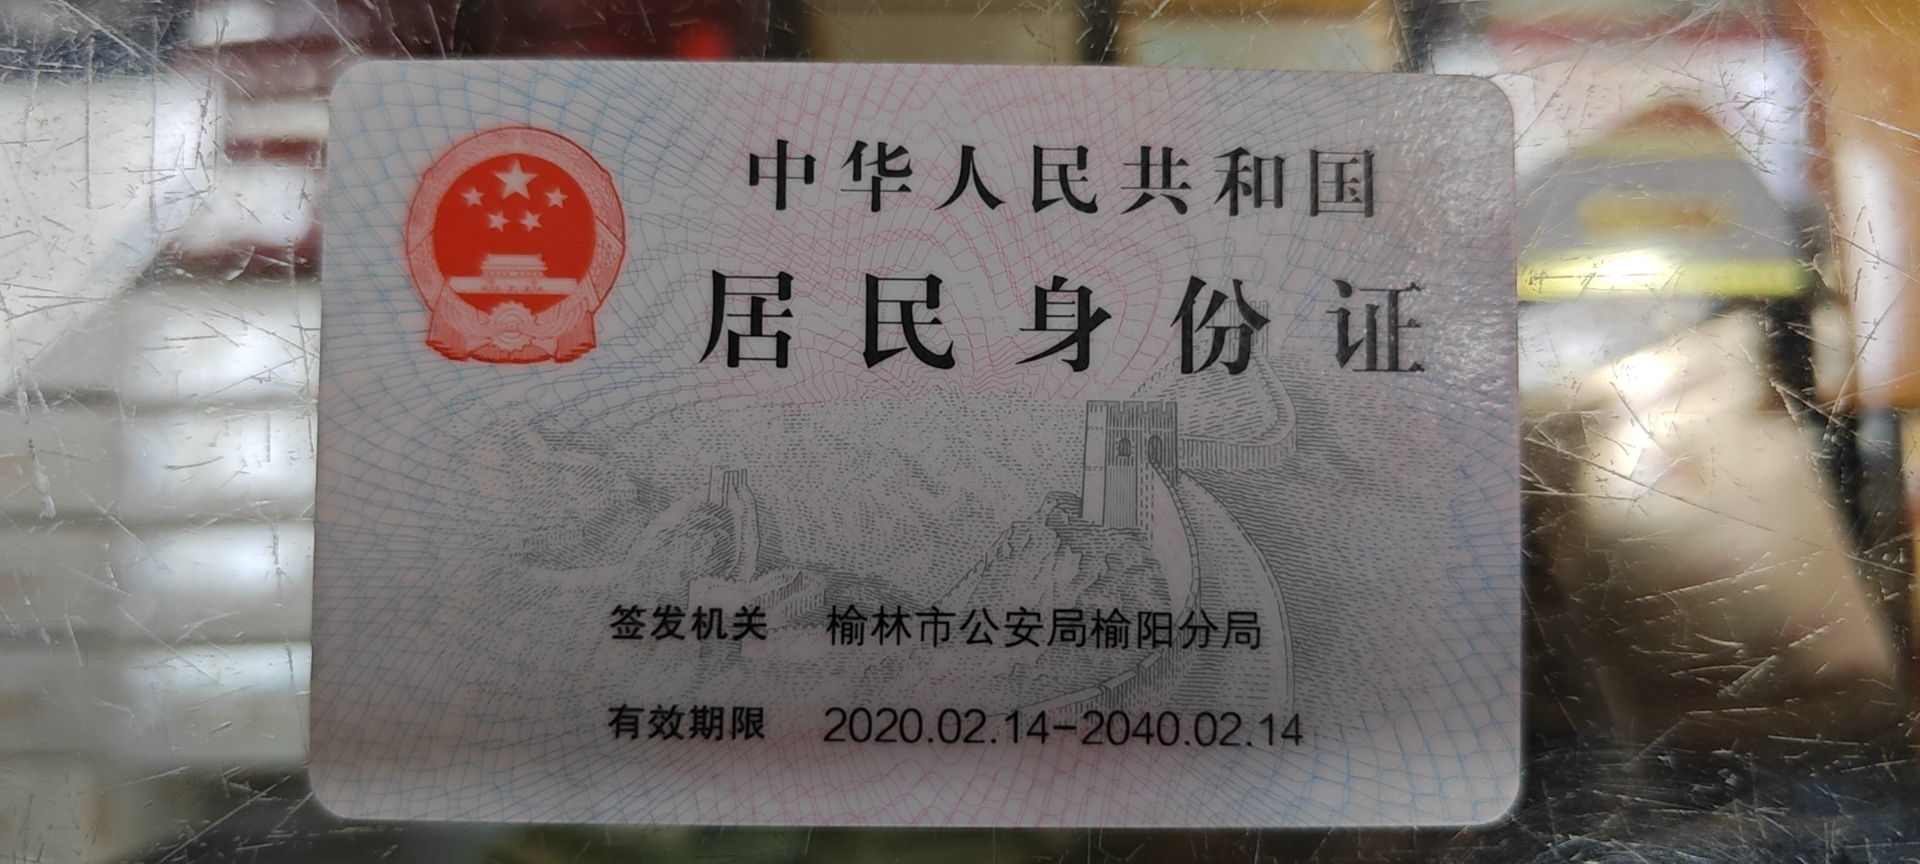 中华人民共和国
居民身份证
签发机关 榆林市公安局榆阳分局
有效期限 2020.02.14-2040.02.14